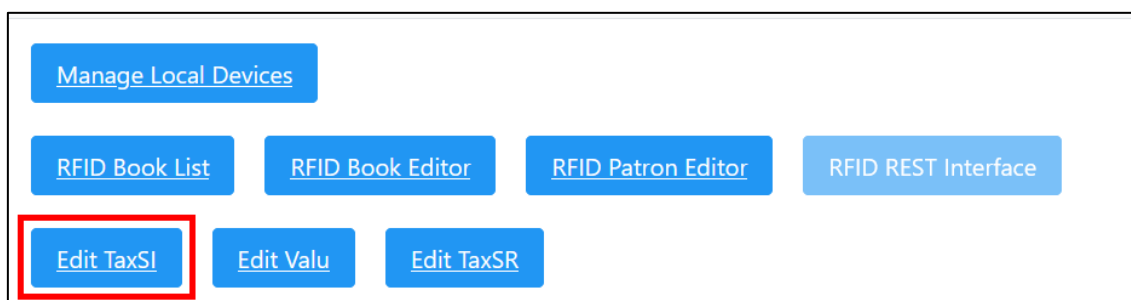 Manage Local Devices
RFID Book List RFID Book Editor RFID Patron Editor RFID REST Interface
Edit TaxSI Edit Valu Edit TaxSR